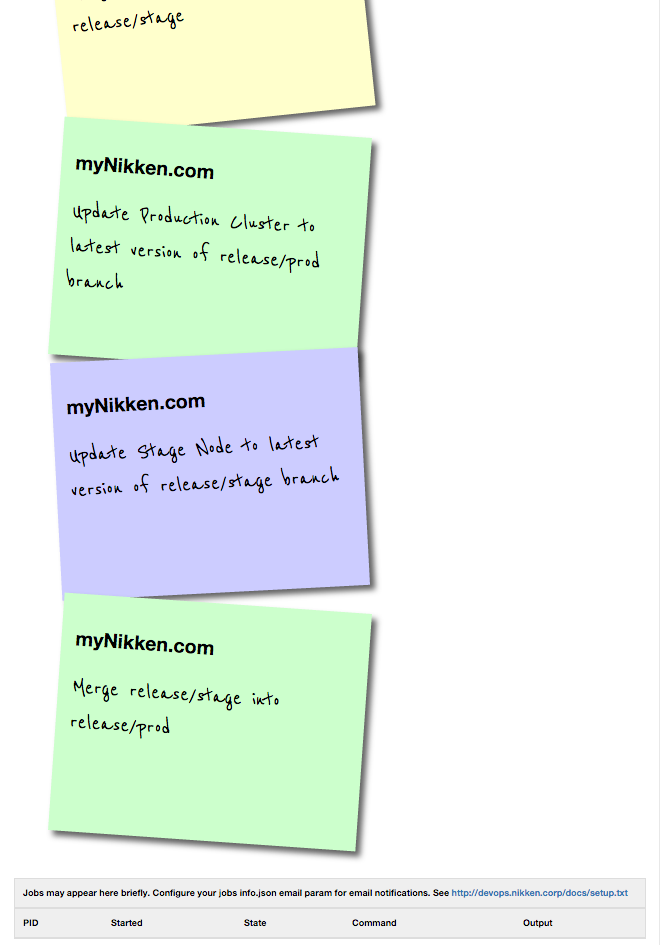 release/stage
myNikken.com
Update Production Cluster to
latest version of release/prod
branch
myNikken.com
Update Stage Node to latest
version of release/stage branch
myNikken.com
Merge release/stage into
release/prod
Jobs may appear here briefly. Configure your jobs info.json email param for email notifications. See http://devops.nikken.corp/docs/setup.txt
PID Started State Command Output